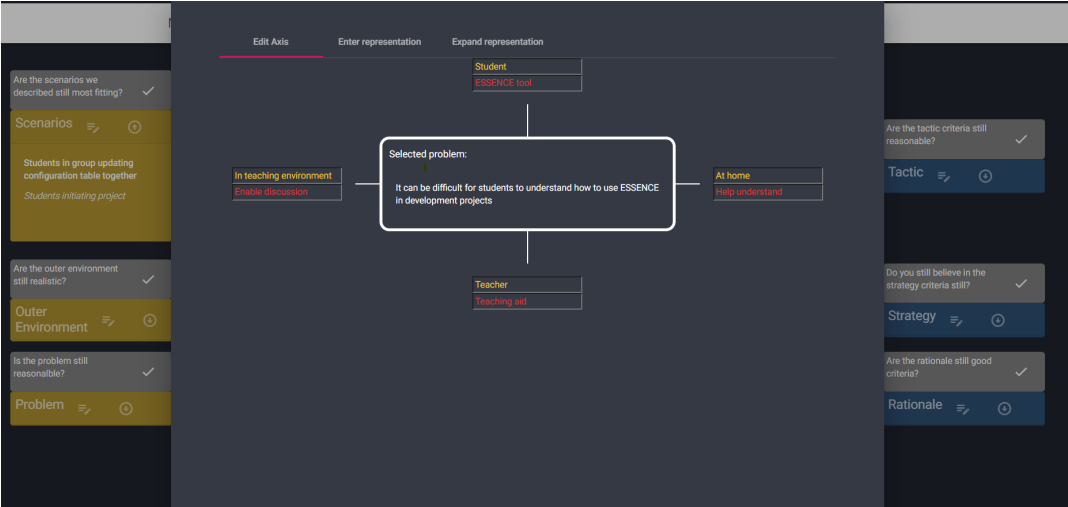 Edit Axis
Enter representation
Expand representation
Student
ESSENCE tool
Are the scenarios we
described still most fitting?
Scenarios
Students in group updating
configuration table together
Students initiating project
Are the outer environment
still realistic?
Outer
Environment
Is the problem still
reasonalble?
Problem
In teaching environment
Enable discussion
Selected problem:
It can be difficult for students to understand how to use ESSENCE
in development projects
At home
Help understand
Teacher
Teaching aid
Are the tactic criteria still
reasonable?
Tactic
Do you still believe in the
strategy criteria still?
Strategy
Are the rationale still good
criteria?
Rationale